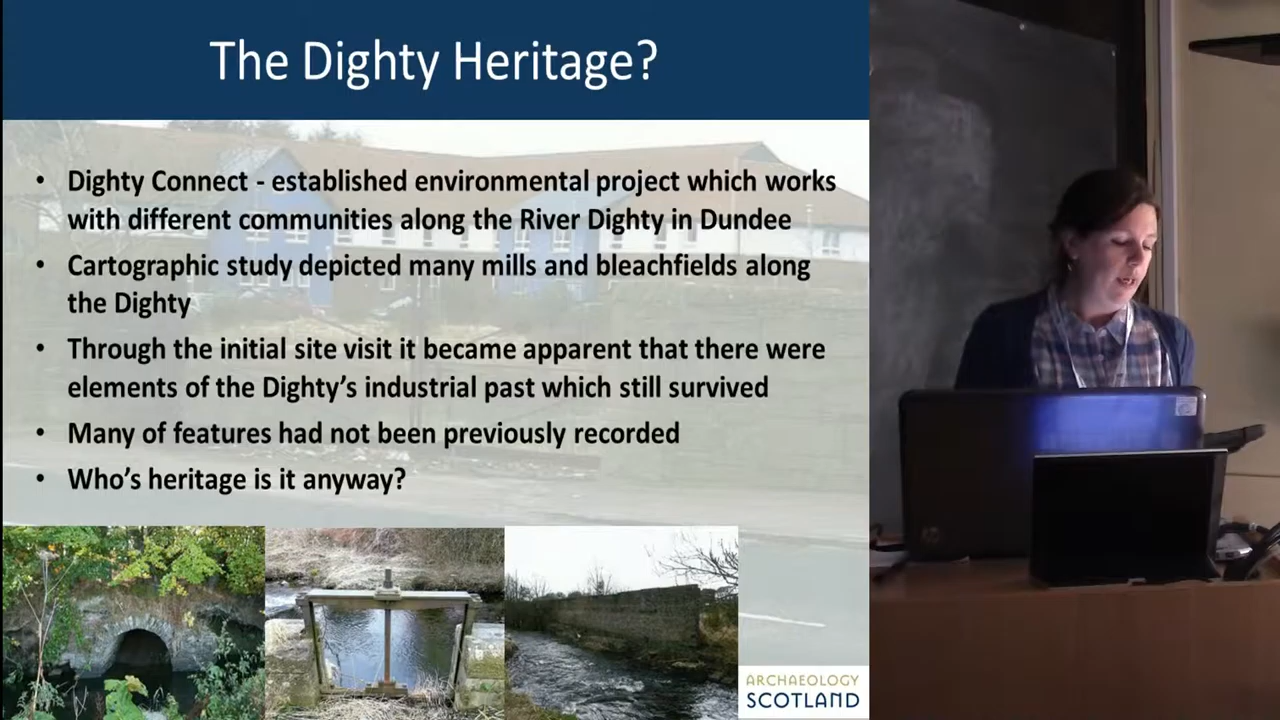 The Dighty Heritage?
• Dighty Connect - established environmental project which works
with different communities along the River Dighty in Dundee
• Cartographic study depicted many mills and bleachfields along
the Dighty
• Through the initial site visit it became apparent that there were
elements of the Dighty's industrial past which still survived
• Many of features had not been previously recorded
• Who's heritage is it anyway?
ARCHAEOLOGY
SCOTLAND